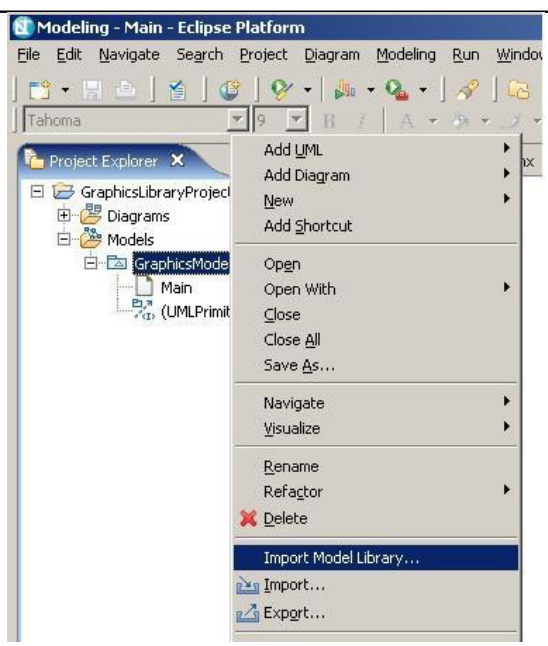 Modeling - Main - Eclipse Platform
File Edit Navigate Search Project Diagram Modeling Run
Tahoma 9 B I A
Project Explorer
GraphicsLibraryProject
Diagrams
Models
Main
Add UML
Add Diagram
New
Add Shortcut
Open
Open With
Close
Close All
Save As...
Navigate
Visualize
Rename
Refactor
Delete
Import Model Library...
Import...
Export...